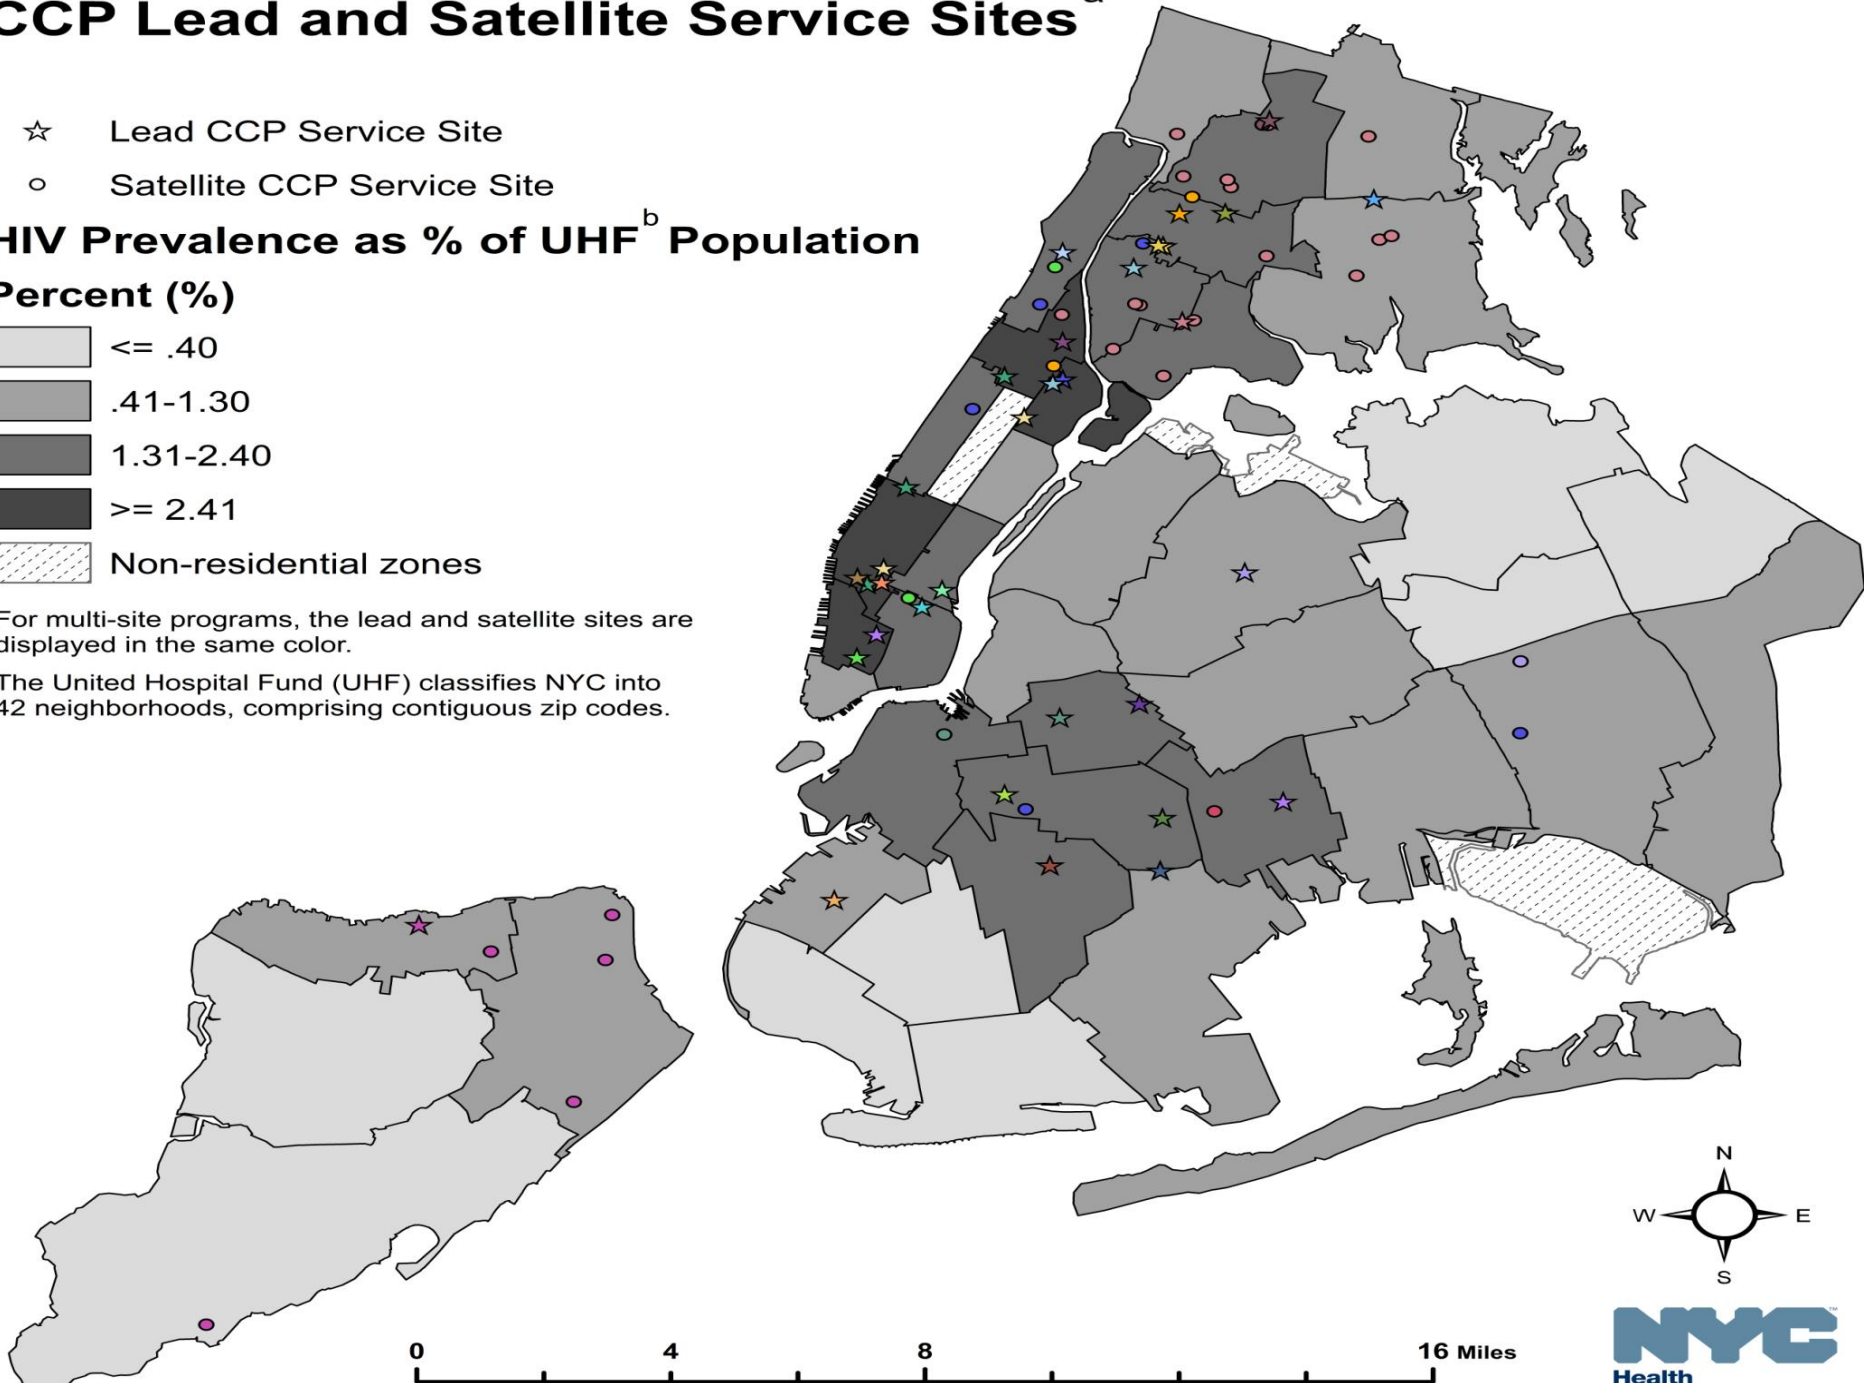 CCP Lead and Satellite Service Sites a
Lead CCP Service Site
Satellite CCP Service Site
HIV Prevalence as % of UHF b Population
Percent (%)
<= .40
.41-1.30
1.31-2.40
>= 2.41
Non-residential zones
For multi-site programs, the lead and satellite sites are
displayed in the same color.
The United Hospital Fund (UHF) classifies NYC into
42 neighborhoods, comprising contiguous zip codes.
N
W E
S
0 4 8 16 Miles
NYC™
Health